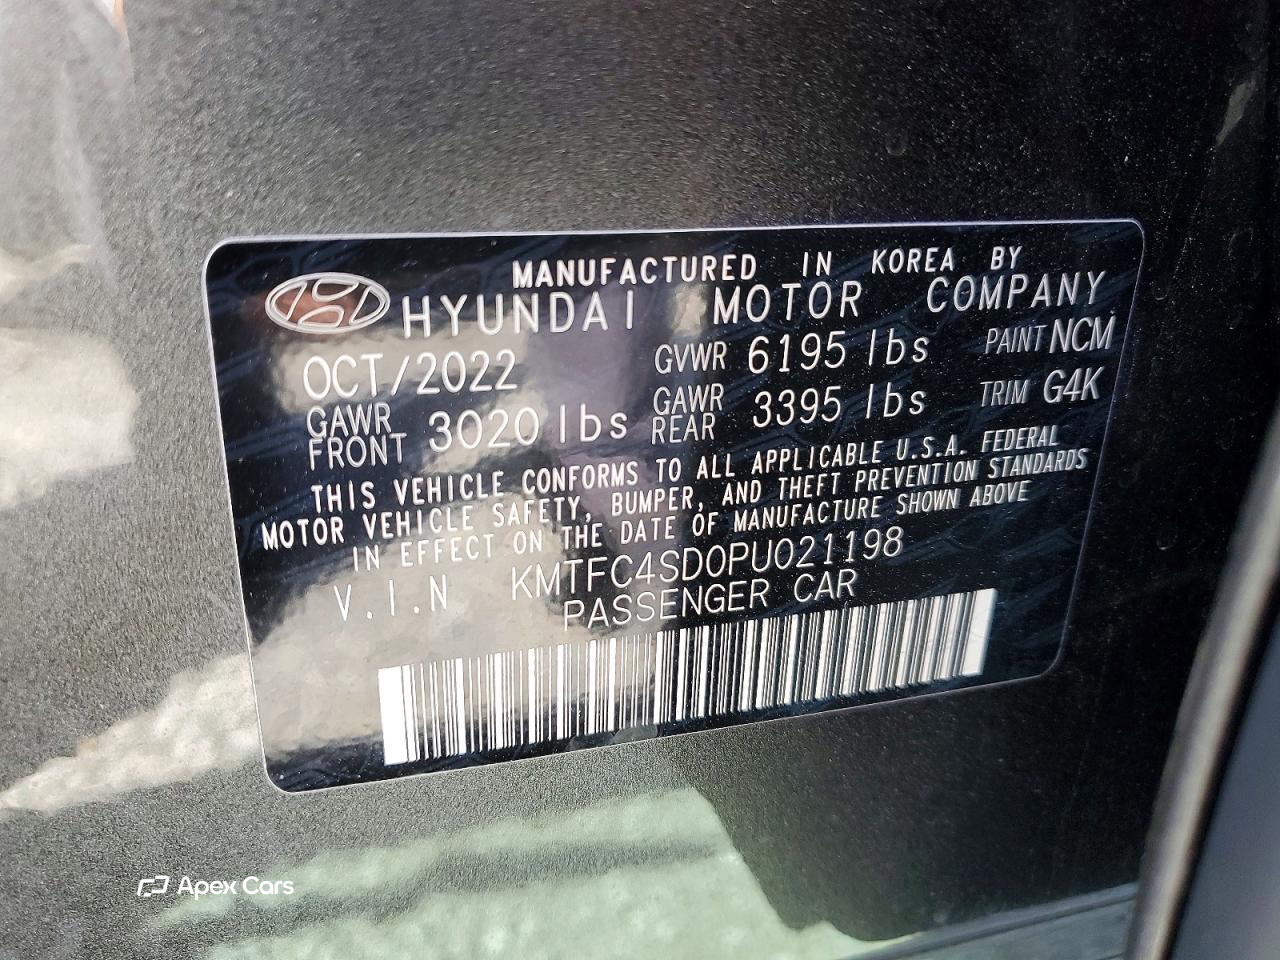 MANUFACTURED IN KOREA BY
HYUNDAI MOTOR COMPANY
OCT/2022 GVWR 6195 lbs PAINT NCM
GAWR FRONT 3020 lbs GAWR REAR 3395 lbs TRIM G4K
THIS VEHICLE CONFORMS TO ALL APPLICABLE U.S.A. FEDERAL
MOTOR VEHICLE SAFETY, BUMPER, AND THEFT PREVENTION STANDARDS
IN EFFECT ON THE DATE OF MANUFACTURE SHOWN ABOVE
V.I.N KMTFC4SD0PU021198
PASSENGER CAR
Apex Cars